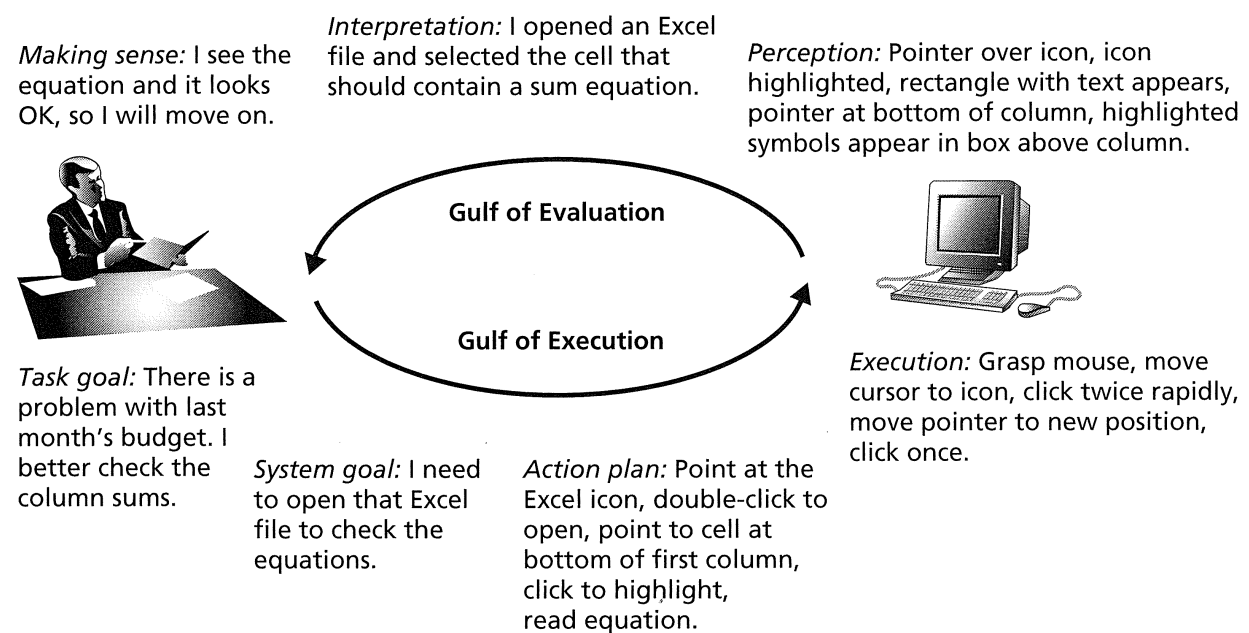 Making sense: I see the
equation and it looks
OK, so I will move on.
Interpretation: I opened an Excel
file and selected the cell that
should contain a sum equation.
Perception: Pointer over icon, icon
highlighted, rectangle with text appears,
pointer at bottom of column, highlighted
symbols appear in box above column.
Gulf of Evaluation
Gulf of Execution
Task goal: There is a
problem with last
month's budget. I
better check the
column sums.
System goal: I need
to open that Excel
file to check the
equations.
Action plan: Point at the
Excel icon, double-click to
open, point to cell at
bottom of first column,
click to highlight,
read equation.
Execution: Grasp mouse, move
cursor to icon, click twice rapidly,
move pointer to new position,
click once.